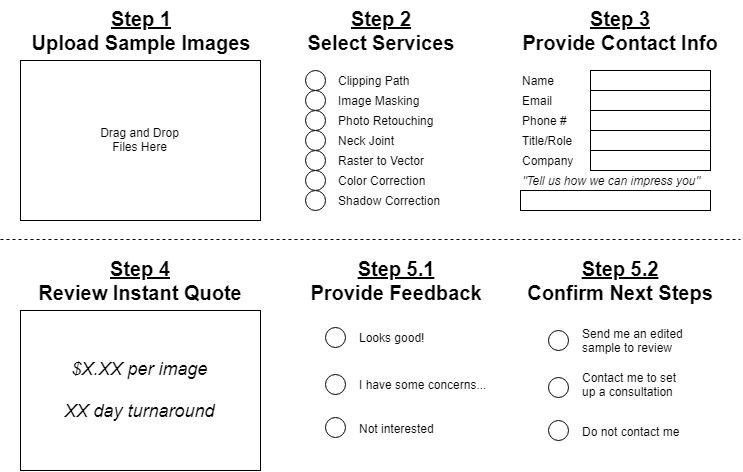 Step 1
Upload Sample Images
Drag and Drop
Files Here
Step 2
Select Services
Clipping Path
Image Masking
Photo Retouching
Neck Joint
Raster to Vector
Color Correction
Shadow Correction
Step 3
Provide Contact Info
Name
Email
Phone #
Title/Role
Company
"Tell us how we can impress you"
Step 4
Review Instant Quote
$X.XX per image
XX day turnaround
Step 5.1
Provide Feedback
Looks good!
I have some concerns...
Not interested
Step 5.2
Confirm Next Steps
Send me an edited
sample to review
Contact me to set
up a consultation
Do not contact me